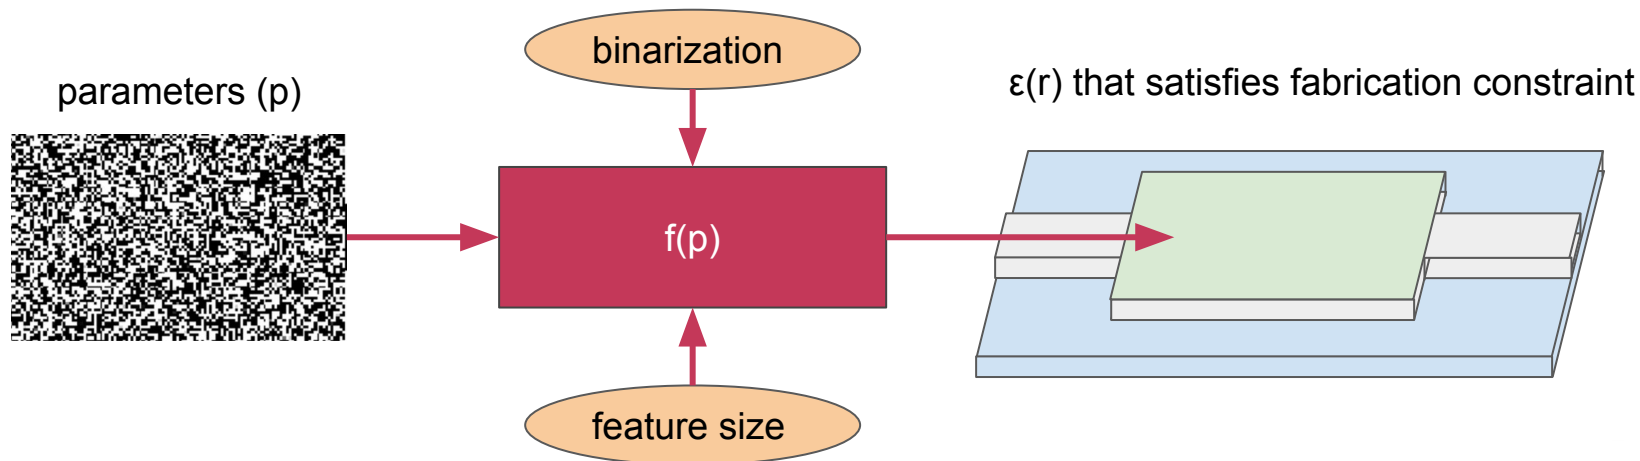 binarization
parameters (p)
ε(r) that satisfies fabrication constraint
f(p)
feature size